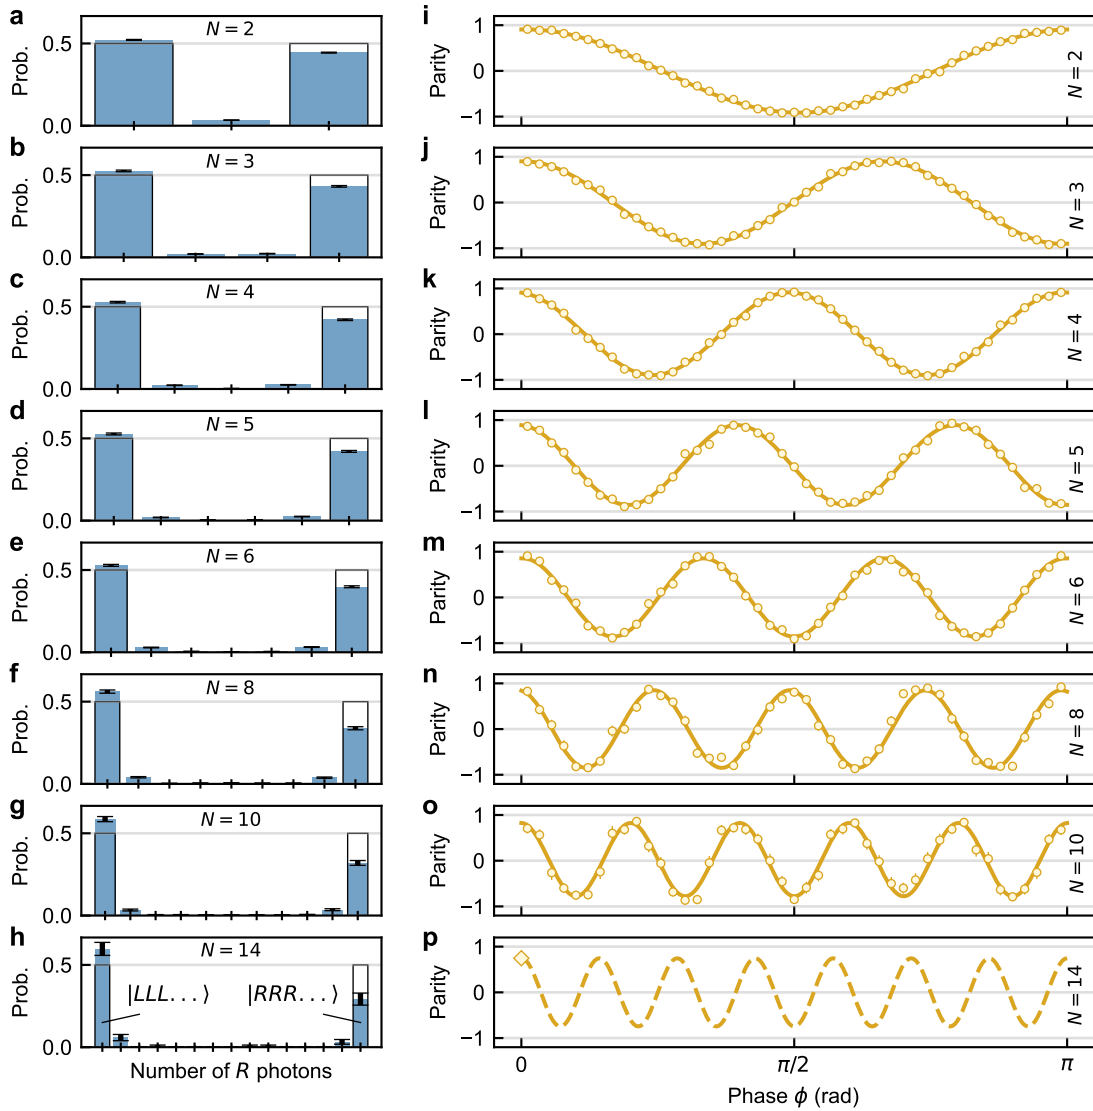 a
N = 2
Prob.
0.5
0.0
i
Parity
1
0
−1
N = 2
b
N = 3
Prob.
0.5
0.0
j
Parity
1
0
−1
N = 3
c
N = 4
Prob.
0.5
0.0
k
Parity
1
0
−1
N = 4
d
N = 5
Prob.
0.5
0.0
l
Parity
1
0
−1
N = 5
e
N = 6
Prob.
0.5
0.0
m
Parity
1
0
−1
N = 6
f
N = 8
Prob.
0.5
0.0
n
Parity
1
0
−1
N = 8
g
N = 10
Prob.
0.5
0.0
o
Parity
1
0
−1
N = 10
h
N = 14
Prob.
0.5
0.0
|LLL...⟩
|RRR...⟩
Number of R photons
p
Parity
1
0
−1
N = 14
0
π/2
π
Phase ϕ (rad)